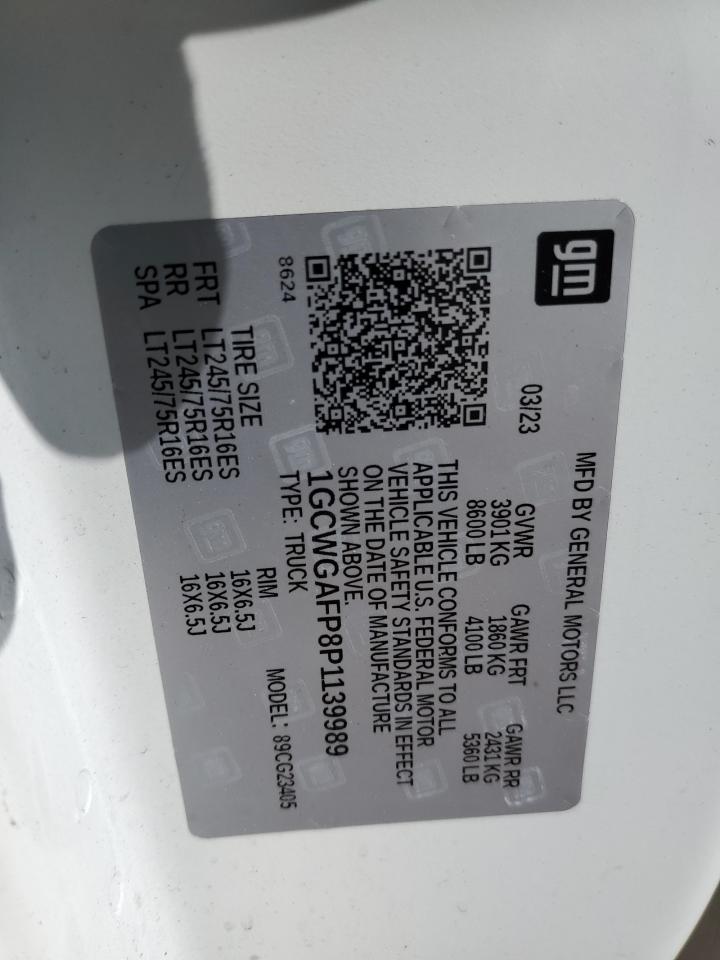 gm
MFD BY GENERAL MOTORS LLC
03/23
GVWR GAWR FRT GAWR RR
3901 KG 1860 KG 2431 KG
8600 LB 4100 LB 5360 LB
THIS VEHICLE CONFORMS TO ALL
APPLICABLE U.S. FEDERAL MOTOR
VEHICLE SAFETY STANDARDS IN EFFECT
ON THE DATE OF MANUFACTURE
SHOWN ABOVE.
1GCWGAFP8P1139989
8624
TYPE: TRUCK MODEL: 89CG23405
TIRE SIZE RIM
FRT LT245/75R16ES 16X6.5J
RR LT245/75R16ES 16X6.5J
SPA LT245/75R16ES 16X6.5J